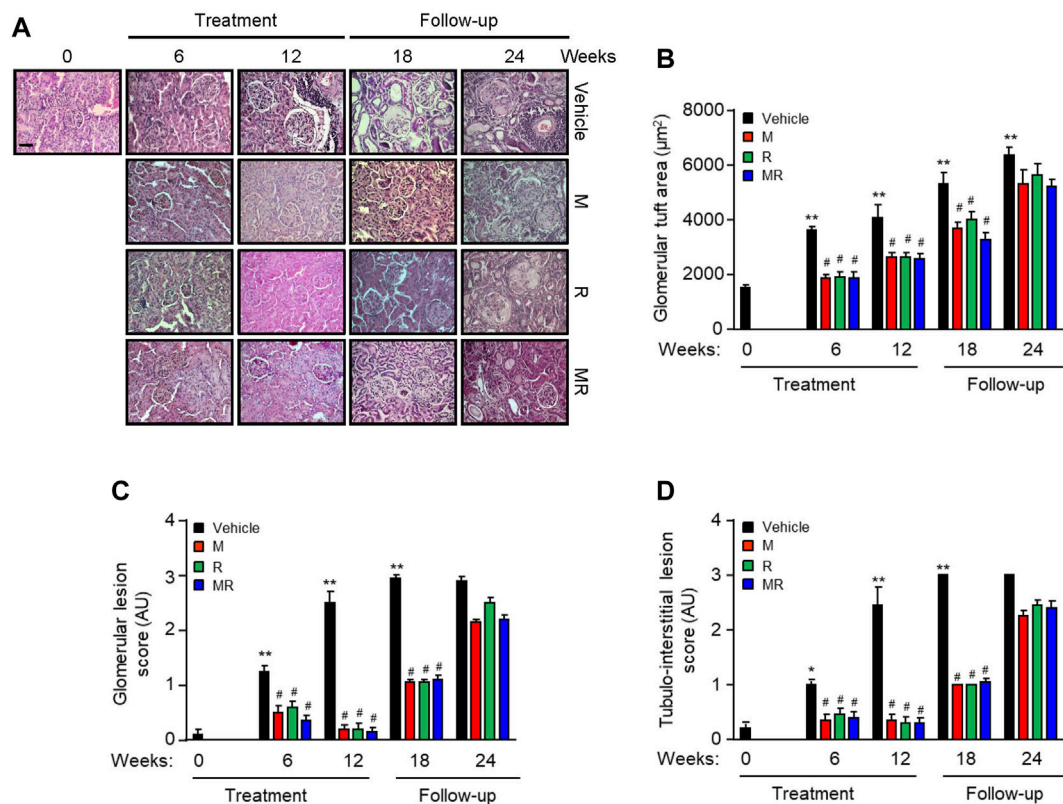 A
Treatment Follow-up
0 6 12 18 24 Weeks
Vehicle
M
R
MR
B
Glomerular tuft area (µm²)
8000
6000
4000
2000
0
Vehicle
M
R
MR
** ** ** **
# # # # # # # # #
Weeks: 0 6 12 18 24
Treatment Follow-up
C
Glomerular lesion
score (AU)
4
3
2
1
0
Vehicle
M
R
MR
** ** **
# # # # # # # # #
Weeks: 0 6 12 18 24
Treatment Follow-up
D
Tubulo-interstitial lesion
score (AU)
4
3
2
1
0
Vehicle
M
R
MR
* ** **
# # # # # # # # #
Weeks: 0 6 12 18 24
Treatment Follow-up